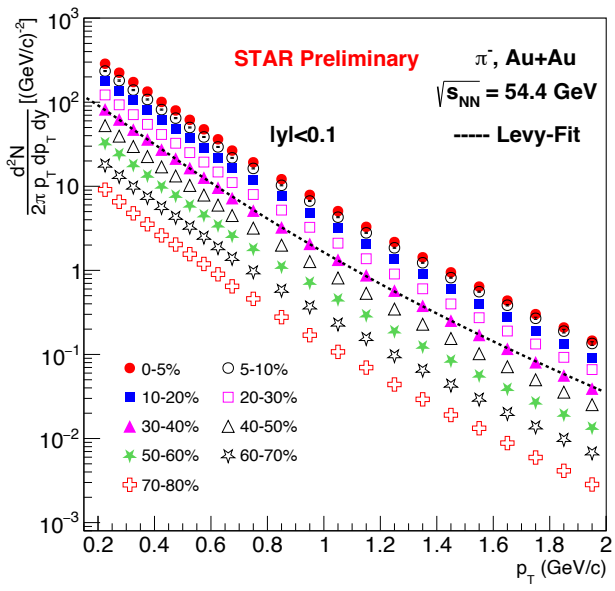 STAR Preliminary
π⁻, Au+Au
√s_NN = 54.4 GeV
|y|<0.1
----- Levy-Fit
d²N
2π p_T dp_T dy [(GeV/c)⁻²]
10³
10²
10
1
10⁻¹
10⁻²
10⁻³
0-5%
5-10%
10-20%
20-30%
30-40%
40-50%
50-60%
60-70%
70-80%
0.2 0.4 0.6 0.8 1 1.2 1.4 1.6 1.8 2
p_T (GeV/c)